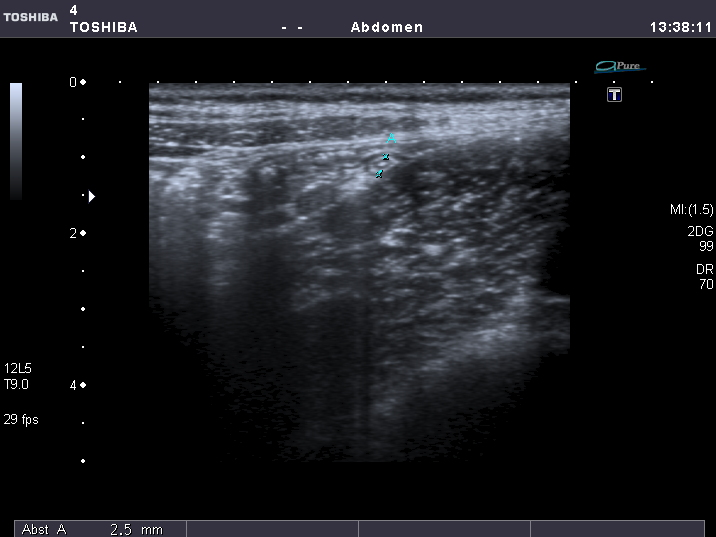 TOSHIBA
4
TOSHIBA
- -
Abdomen
13:38:11
aPure
T
0
A
2
4
MI:(1.5)
2DG
99
DR
70
12L5
T9.0
29 fps
Abst A 2.5 mm